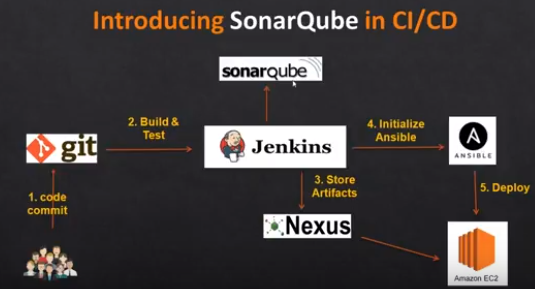 Introducing SonarQube in CI/CD
sonarqube
2. Build &
Test
4. Initialize
Ansible
git
Jenkins
A
ANSIBLE
1. code
commit
3. Store
Artifacts
5. Deploy
Nexus
Amazon EC2